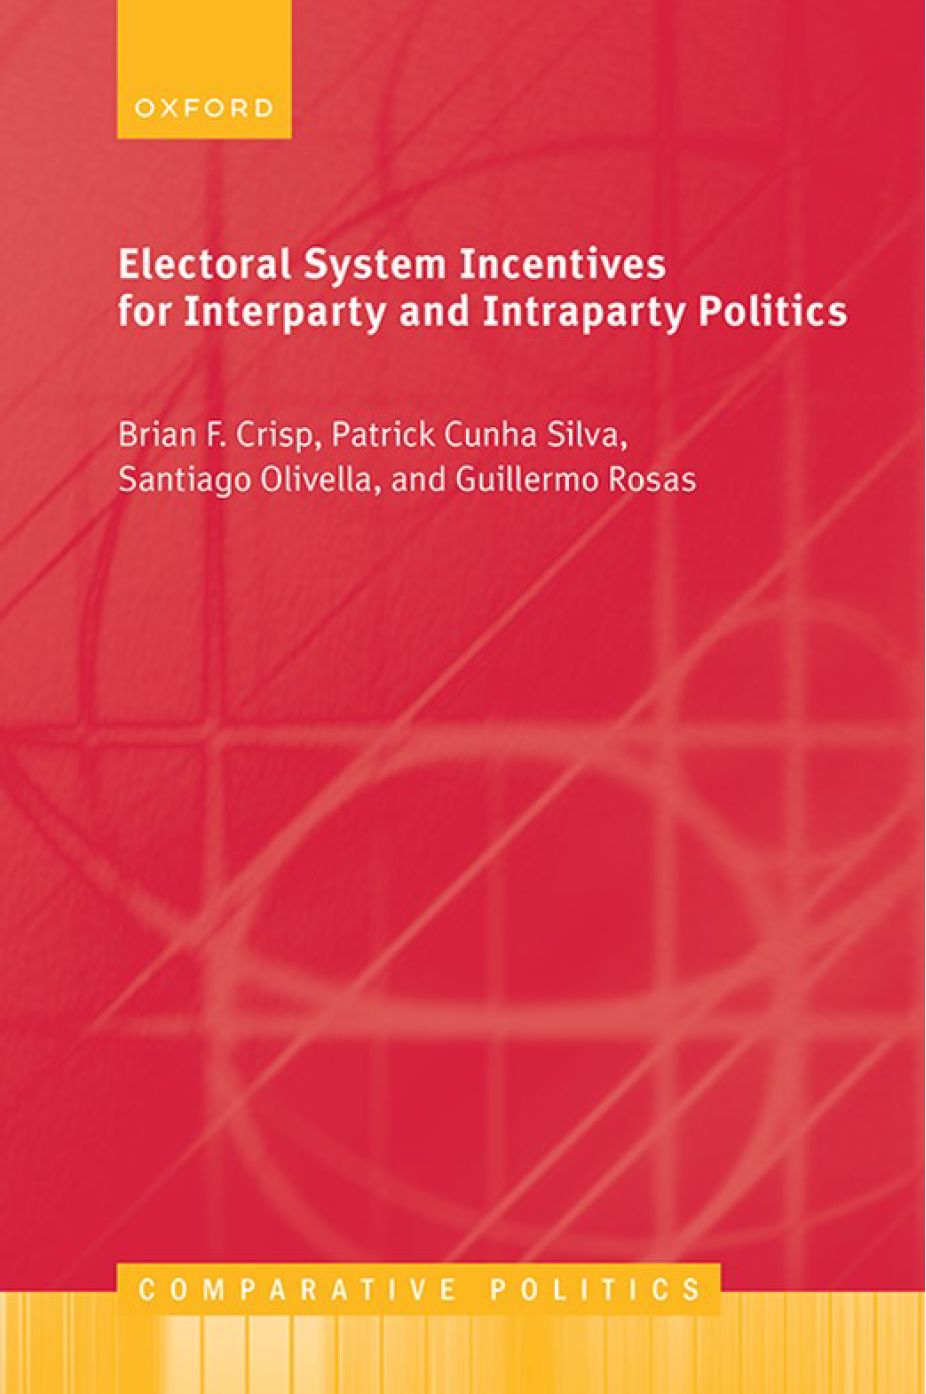 OXFORD
Electoral System Incentives
for Interparty and Intraparty Politics
Brian F. Crisp, Patrick Cunha Silva,
Santiago Olivella, and Guillermo Rosas
COMPARATIVE POLITICS